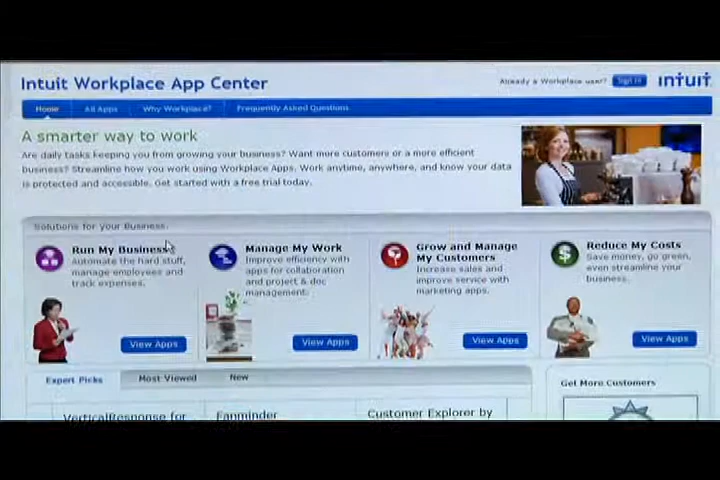 Intuit Workplace App Center
Already a Workplace user? Sign In
INTUIT
Home All Apps Why Workplace? Frequently Asked Questions
A smarter way to work
Are daily tasks keeping you from growing your business? Want more customers or a more efficient
business? Streamline how you work using Workplace Apps. Work anytime, anywhere, and know your data
is protected and accessible. Get started with a free trial today.
Solutions for your Business.
Run My Business
Automate the hard stuff,
manage employees and
track expenses.
View Apps
Manage My Work
Improve efficiency with
apps for collaboration
and project & doc
management.
View Apps
Grow and Manage
My Customers
Increase sales and
improve service with
marketing apps.
View Apps
Reduce My Costs
Save money, go green,
even streamline your
business.
View Apps
Expert Picks Most Viewed New
Get More Customers
VerticalResponse for
Fanminder
Customer Explorer by